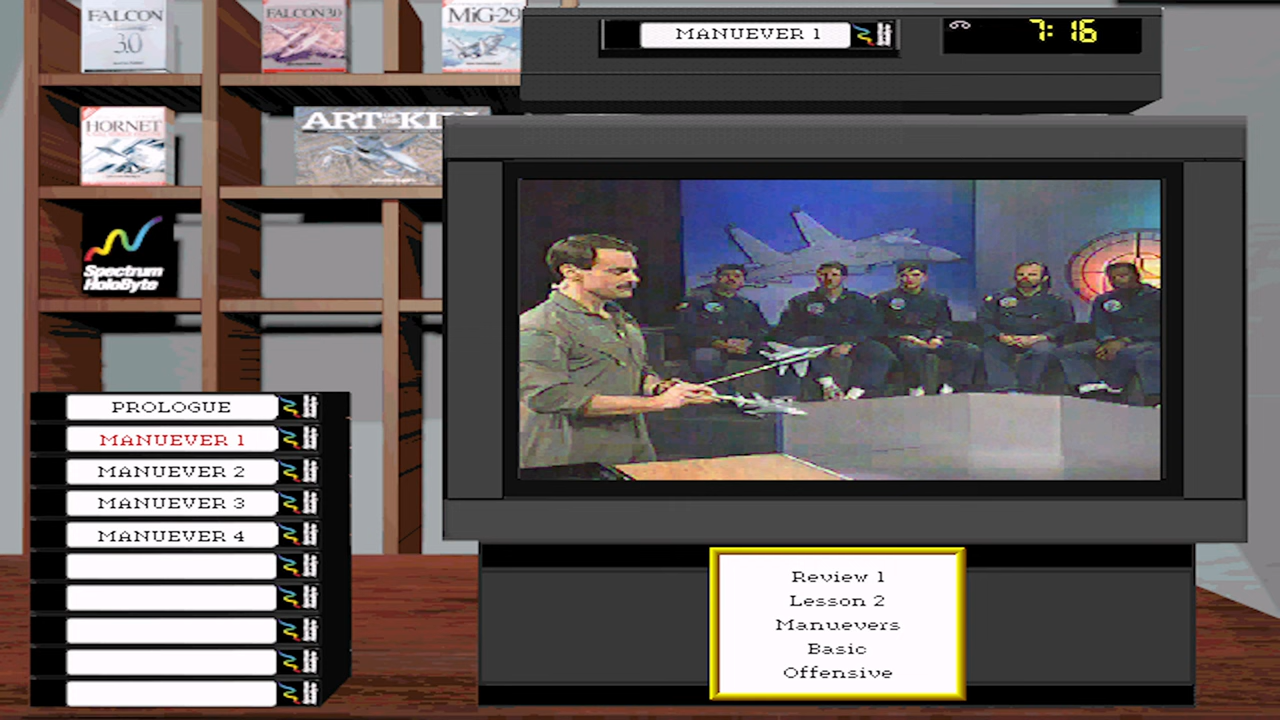 FALCON
3.0
FALCON 3.0
MiG-29
HORNET
ART OF THE KILL
Spectrum
HoloByte
MANUEVER 1
7:16
PROLOGUE
MANUEVER 1
MANUEVER 2
MANUEVER 3
MANUEVER 4
Review 1
Lesson 2
Manuevers
Basic
Offensive